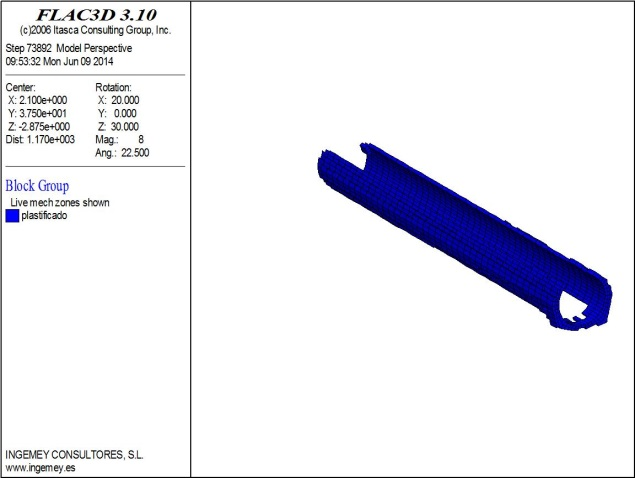 FLAC3D 3.10
(c)2006 Itasca Consulting Group, Inc.
Step 73892 Model Perspective
09:53:32 Mon Jun 09 2014
Center: Rotation:
X: 2.100e+000 X: 20.000
Y: 3.750e+001 Y: 0.000
Z: -2.875e+000 Z: 30.000
Dist: 1.170e+003 Mag.: 8
Ang.: 22.500
Block Group
Live mech zones shown
plastificado
INGEMEY CONSULTORES, S.L.
www.ingemey.es